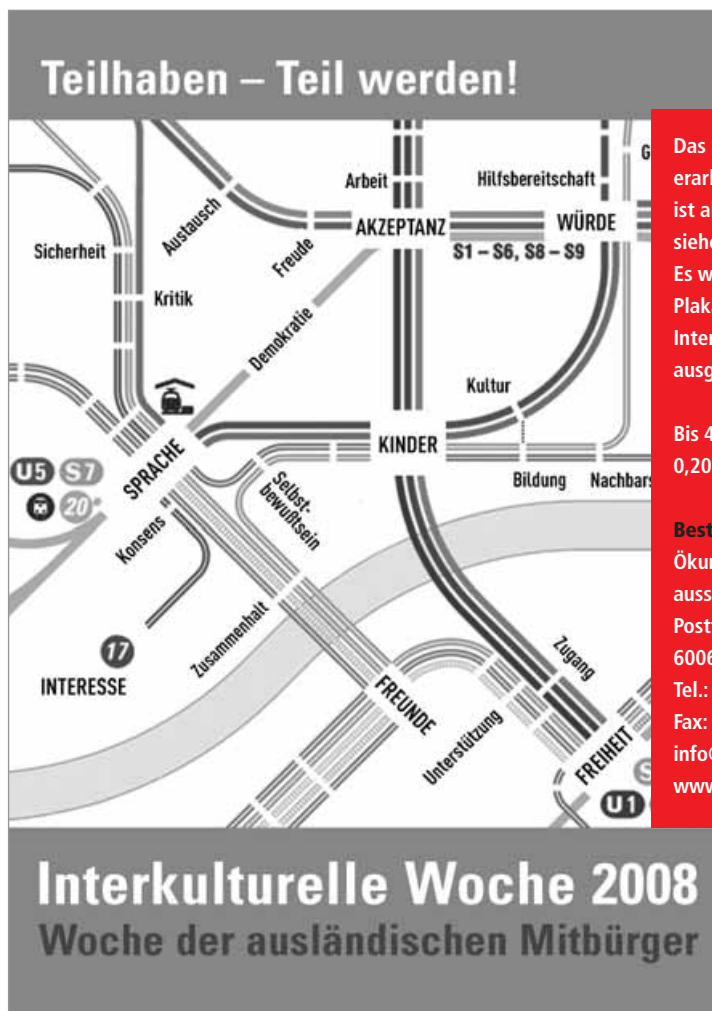 Teilhaben – Teil werden!
Arbeit
Hilfsbereitschaft
Austausch
AKZEPTANZ
WÜRDE
Sicherheit
Freude
S1 – S6, S8 – S9
Kritik
Demokratie
Kultur
KINDER
SPRACHE
U5 S7
20
Selbst-
bewußtsein
Bildung
Konsens
Zusammenhalt
17
INTERESSE
Zugang
FREUNDE
Unterstützung
FREIHEIT
U1
Interkulturelle Woche 2008
Woche der ausländischen Mitbürger
Das
ist
Es
Bis 4
0,20
Tel.:
Fax: